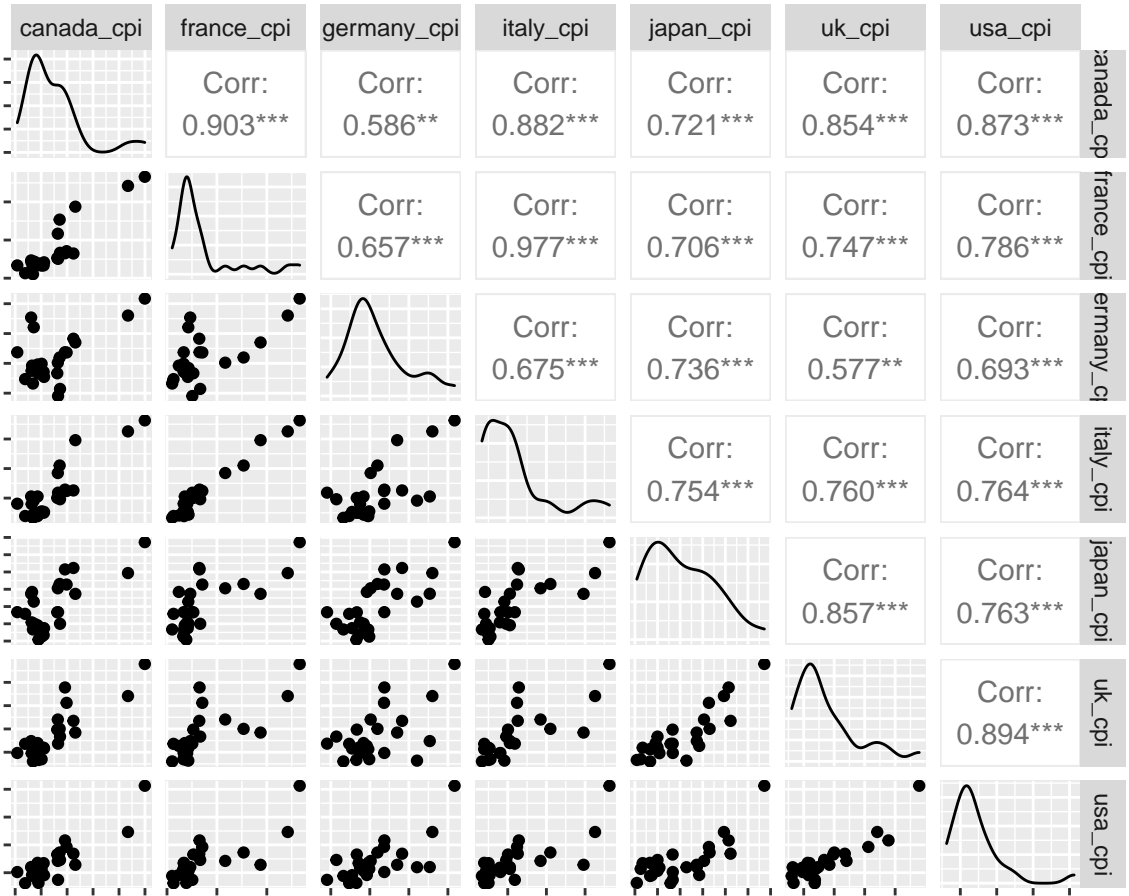 canada_cpi france_cpi germany_cpi italy_cpi japan_cpi uk_cpi usa_cpi
Corr: Corr: Corr: Corr: Corr: Corr:
0.903*** 0.586** 0.882*** 0.721*** 0.854*** 0.873***
canada_cp
Corr: Corr: Corr: Corr: Corr:
0.657*** 0.977*** 0.706*** 0.747*** 0.786***
france_cpi
Corr: Corr: Corr: Corr:
0.675*** 0.736*** 0.577** 0.693***
ermany_cp
Corr: Corr: Corr:
0.754*** 0.760*** 0.764***
italy_cpi
Corr: Corr:
0.857*** 0.763***
japan_cpi
Corr:
0.894***
uk_cpi
usa_cpi